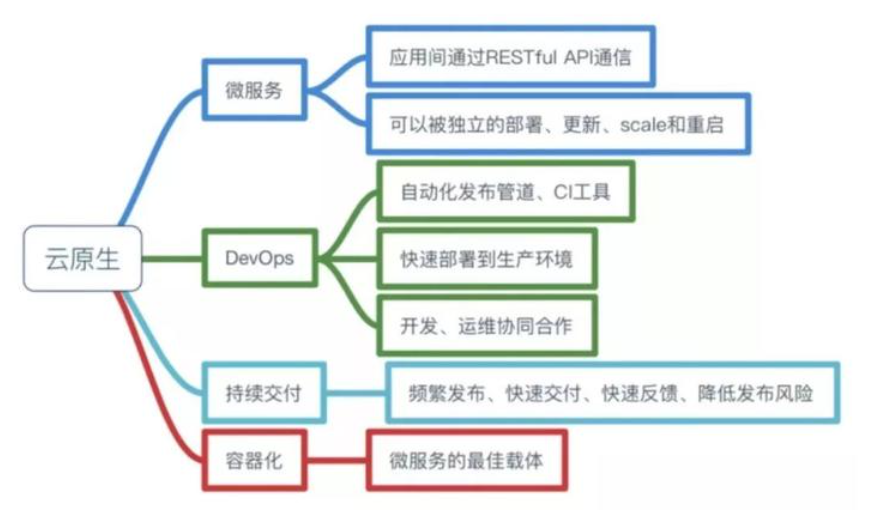 云原生
微服务
应用间通过RESTful API通信
可以被独立的部署、更新、scale和重启
DevOps
自动化发布管道、CI工具
快速部署到生产环境
开发、运维协同合作
持续交付
频繁发布、快速交付、快速反馈、降低发布风险
容器化
微服务的最佳载体